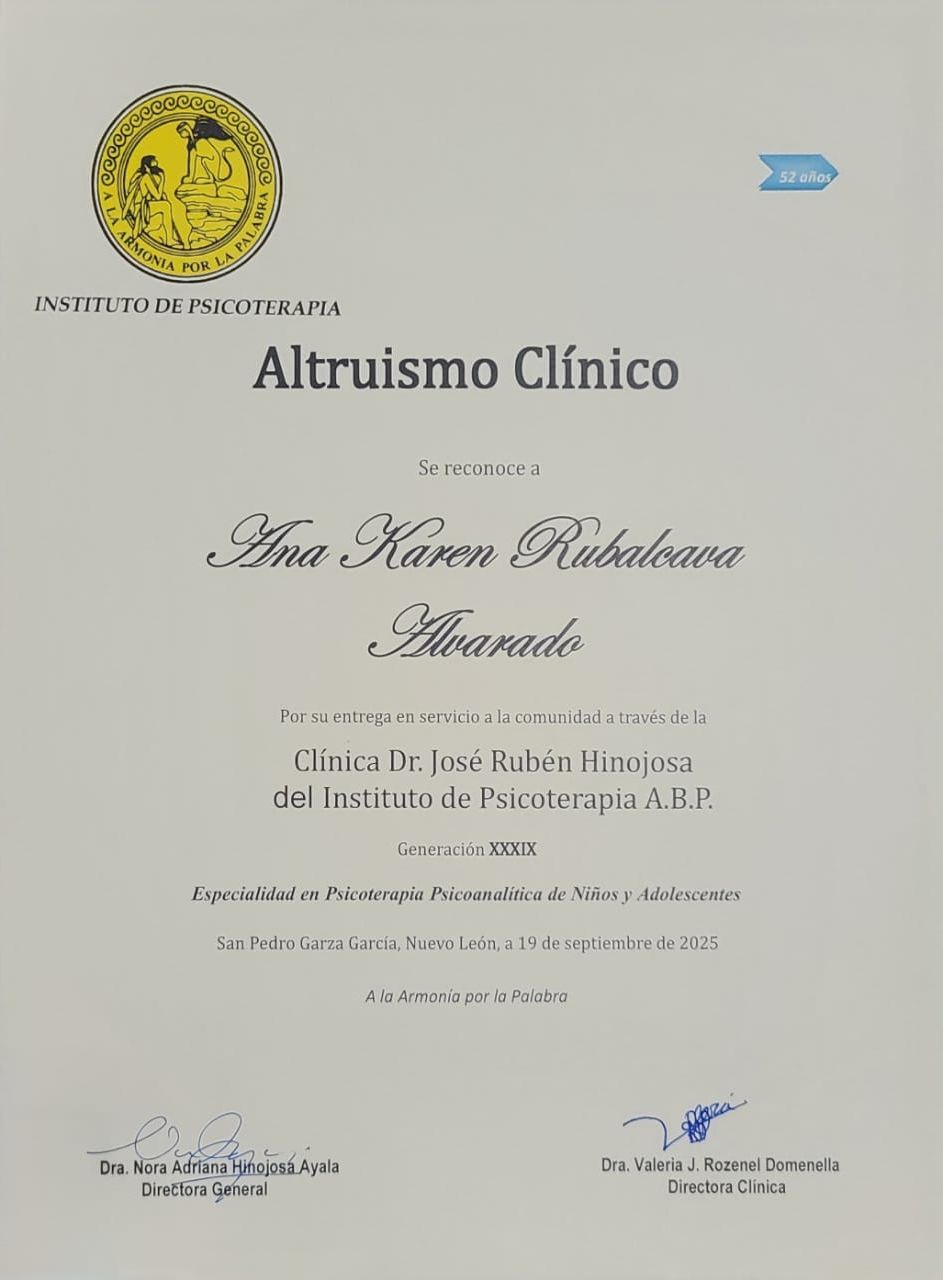 A LA ARMONIA POR LA PALABRA
52 años
INSTITUTO DE PSICOTERAPIA
Altruismo Clínico
Se reconoce a
Ana Karen Rubalcava
Alvarado
Por su entrega en servicio a la comunidad a través de la
Clínica Dr. José Rubén Hinojosa
del Instituto de Psicoterapia A.B.P.
Generación XXXIX
Especialidad en Psicoterapia Psicoanalítica de Niños y Adolescentes
San Pedro Garza García, Nuevo León, a 19 de septiembre de 2025
A la Armonía por la Palabra
Dra. Nora Adriana Hinojosa Ayala
Directora General
Dra. Valeria J. Rozenel Domenella
Directora Clínica